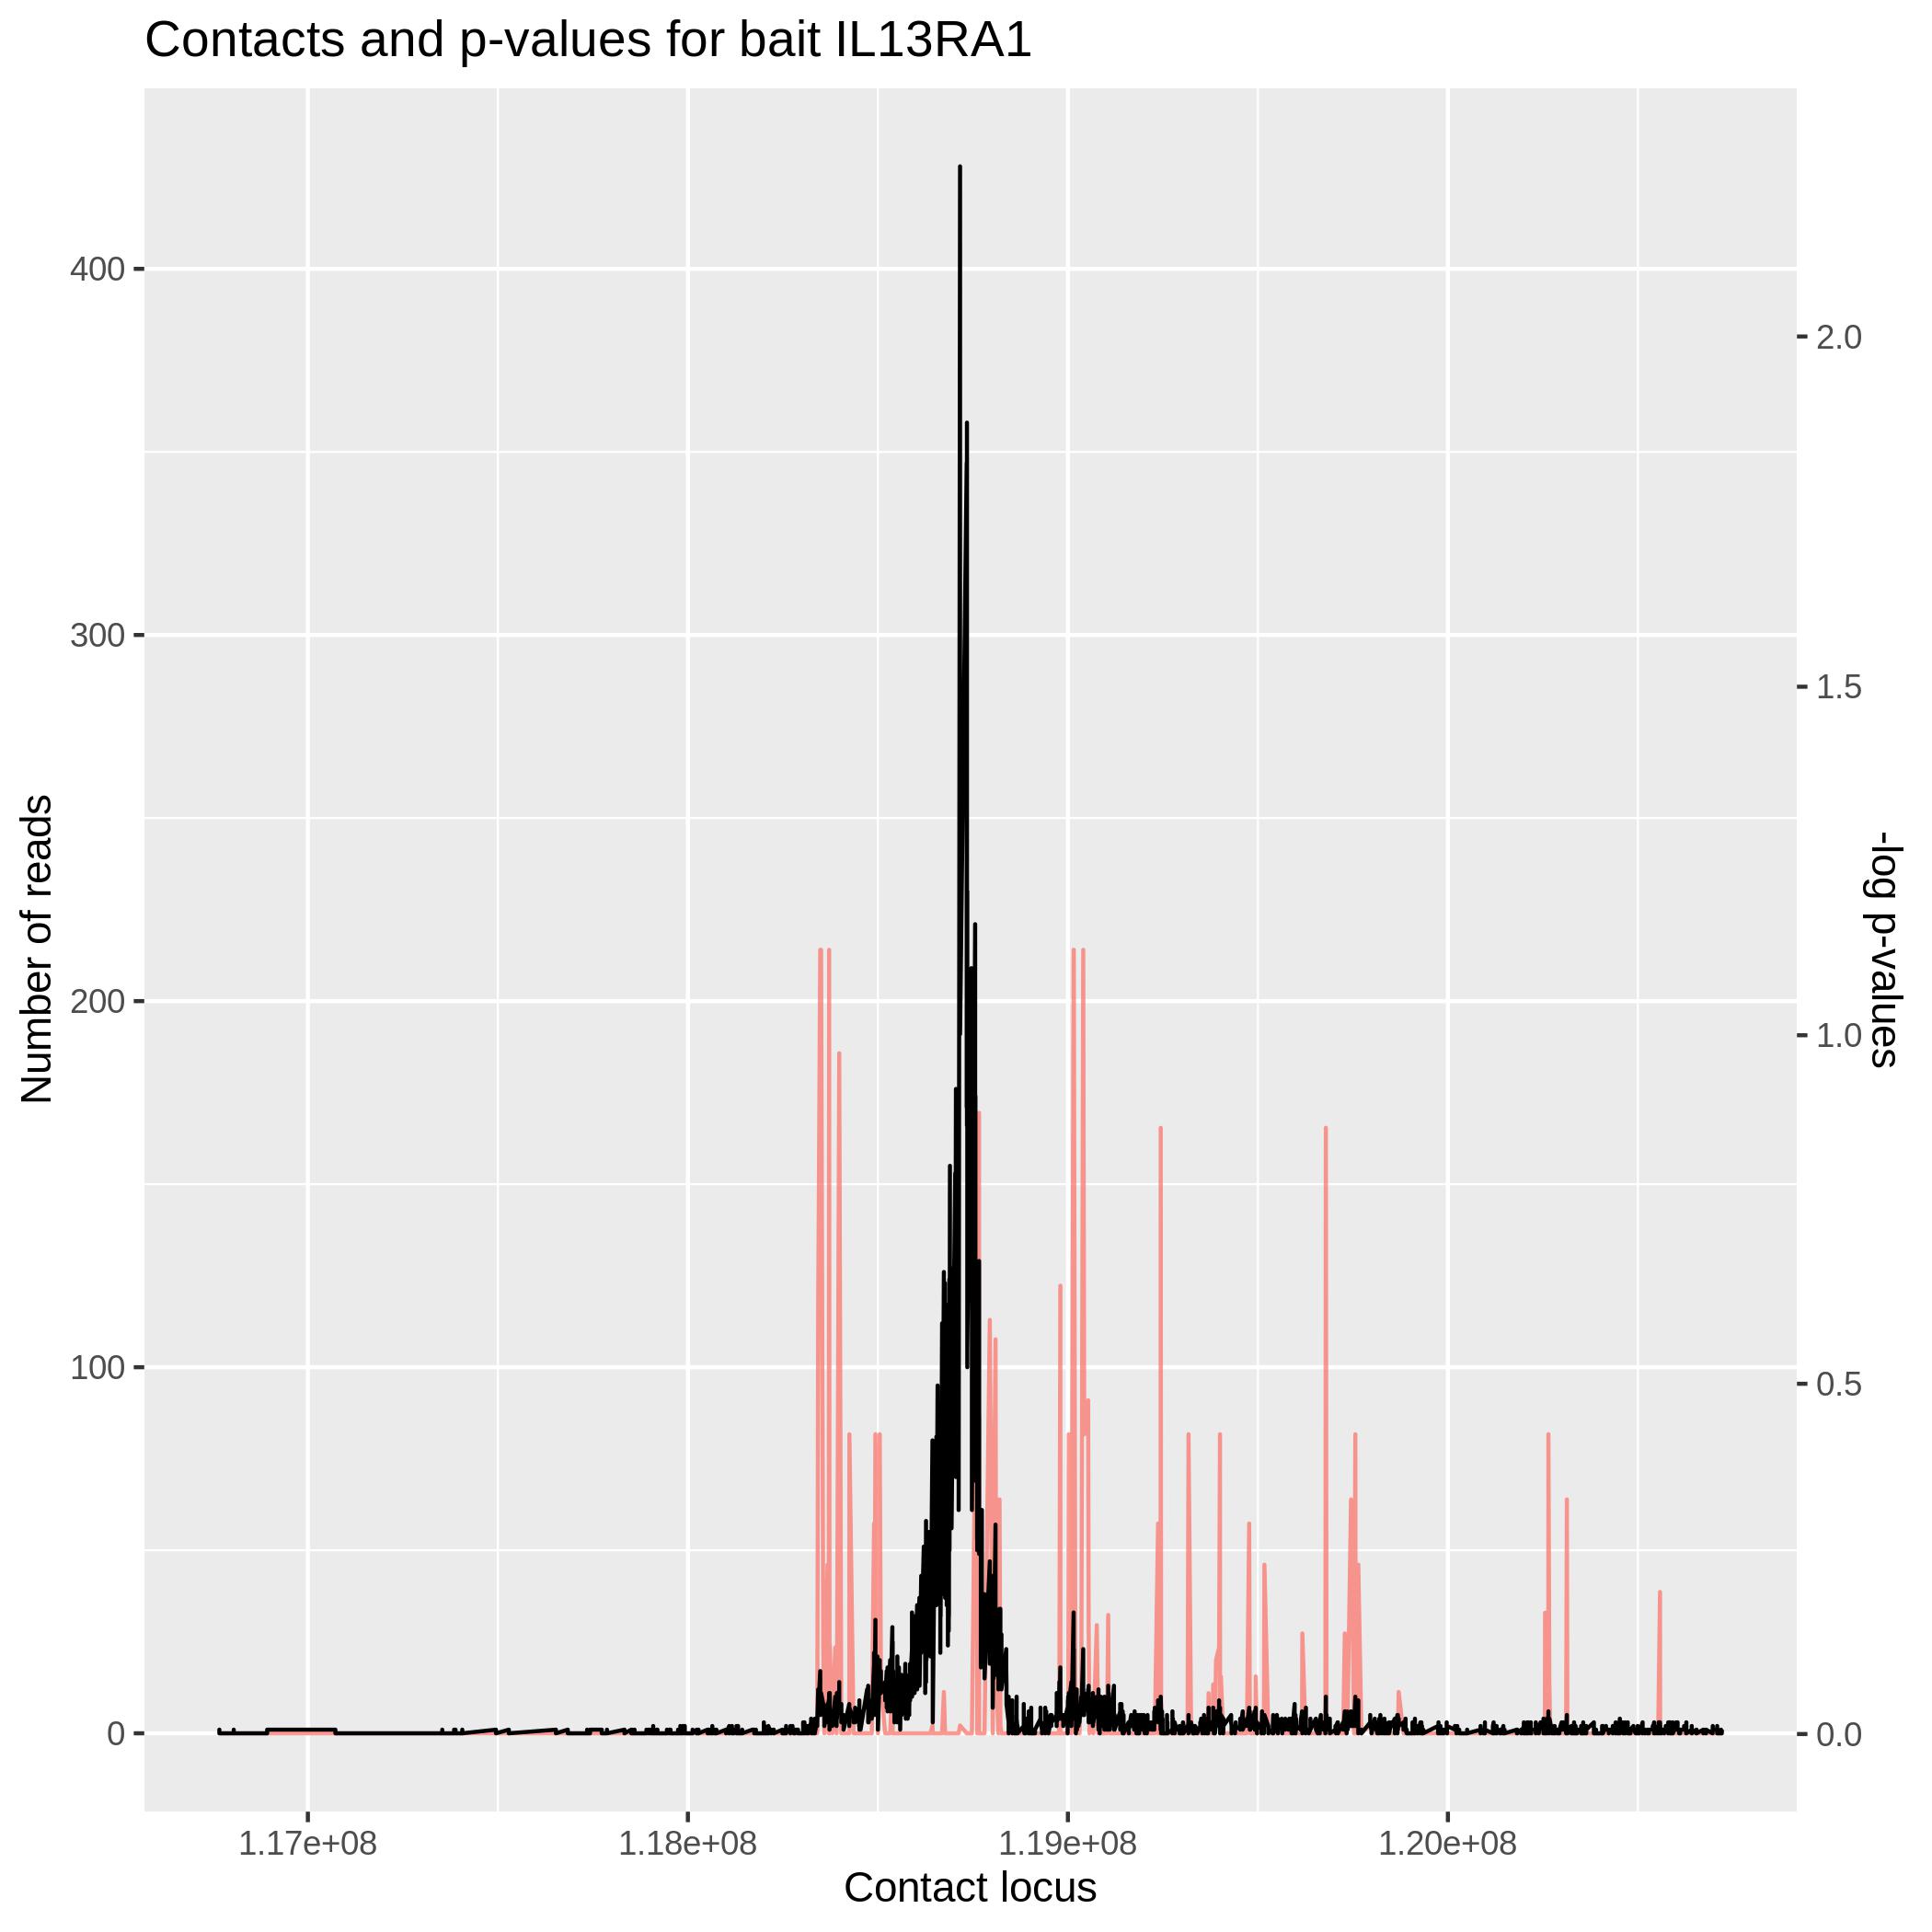 Contacts and p-values for bait IL13RA1
Number of reads
400
300
200
100
0
2.0
1.5
1.0
0.5
0.0
-log p-values
1.17e+08
1.18e+08
1.19e+08
1.20e+08
Contact locus